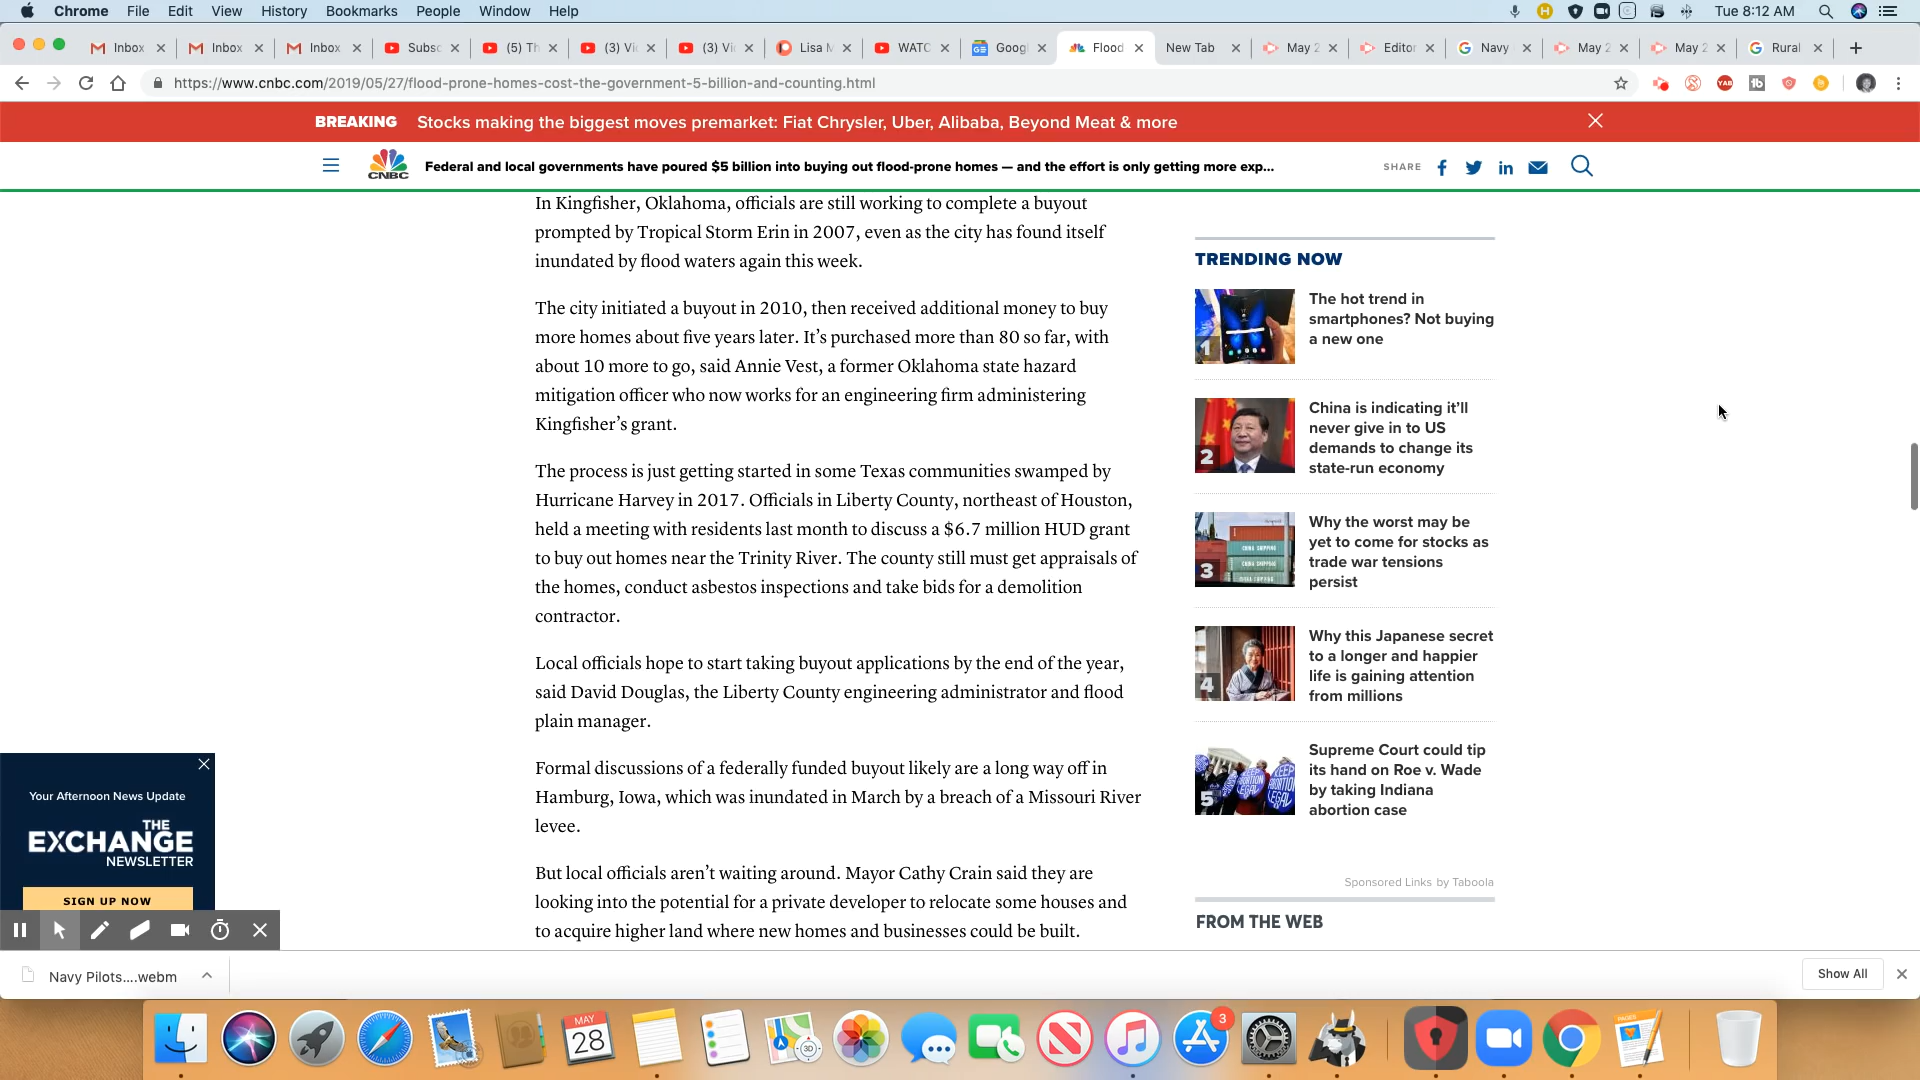 Chrome File Edit View History Bookmarks People Window Help Tue 8:12 AM
Inbox Inbox Inbox Subsc (5) Th (3) Vi (3) Vi Lisa M WATC Goog Flood New Tab May 2 Editor Navy May 2 May 2 Rural
https://www.cnbc.com/2019/05/27/flood-prone-homes-cost-the-government-5-billion-and-counting.html
BREAKING Stocks making the biggest moves premarket: Fiat Chrysler, Uber, Alibaba, Beyond Meat & more
CNBC Federal and local governments have poured $5 billion into buying out flood-prone homes — and the effort is only getting more exp... SHARE
In Kingfisher, Oklahoma, officials are still working to complete a buyout
prompted by Tropical Storm Erin in 2007, even as the city has found itself
inundated by flood waters again this week.
The city initiated a buyout in 2010, then received additional money to buy
more homes about five years later. It’s purchased more than 80 so far, with
about 10 more to go, said Annie Vest, a former Oklahoma state hazard
mitigation officer who now works for an engineering firm administering
Kingfisher’s grant.
The process is just getting started in some Texas communities swamped by
Hurricane Harvey in 2017. Officials in Liberty County, northeast of Houston,
held a meeting with residents last month to discuss a $6.7 million HUD grant
to buy out homes near the Trinity River. The county still must get appraisals of
the homes, conduct asbestos inspections and take bids for a demolition
contractor.
Local officials hope to start taking buyout applications by the end of the year,
said David Douglas, the Liberty County engineering administrator and flood
plain manager.
Formal discussions of a federally funded buyout likely are a long way off in
Hamburg, Iowa, which was inundated in March by a breach of a Missouri River
levee.
But local officials aren’t waiting around. Mayor Cathy Crain said they are
looking into the potential for a private developer to relocate some houses and
to acquire higher land where new homes and businesses could be built.
TRENDING NOW
1
The hot trend in
smartphones? Not buying
a new one
2
China is indicating it’ll
never give in to US
demands to change its
state-run economy
3
CHINA SHIPPING
CHINA SHIPPING
Why the worst may be
yet to come for stocks as
trade war tensions
persist
4
Why this Japanese secret
to a longer and happier
life is gaining attention
from millions
5
KEEP ABORTION LEGAL
Supreme Court could tip
its hand on Roe v. Wade
by taking Indiana
abortion case
Sponsored Links by Taboola
FROM THE WEB
Your Afternoon News Update
THE
EXCHANGE
NEWSLETTER
SIGN UP NOW
Navy Pilots....webm
Show All
MAY
28
3D
3
PAGES